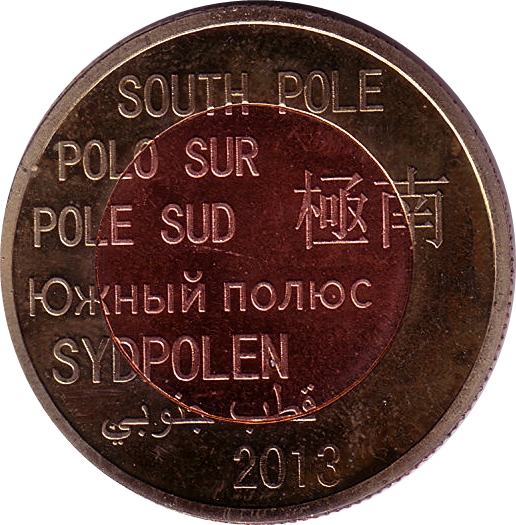 SOUTH POLE
POLO SUR
POLE SUD 極南
Южный полюс
SYDPOLEN
قطب جنوبي
2013